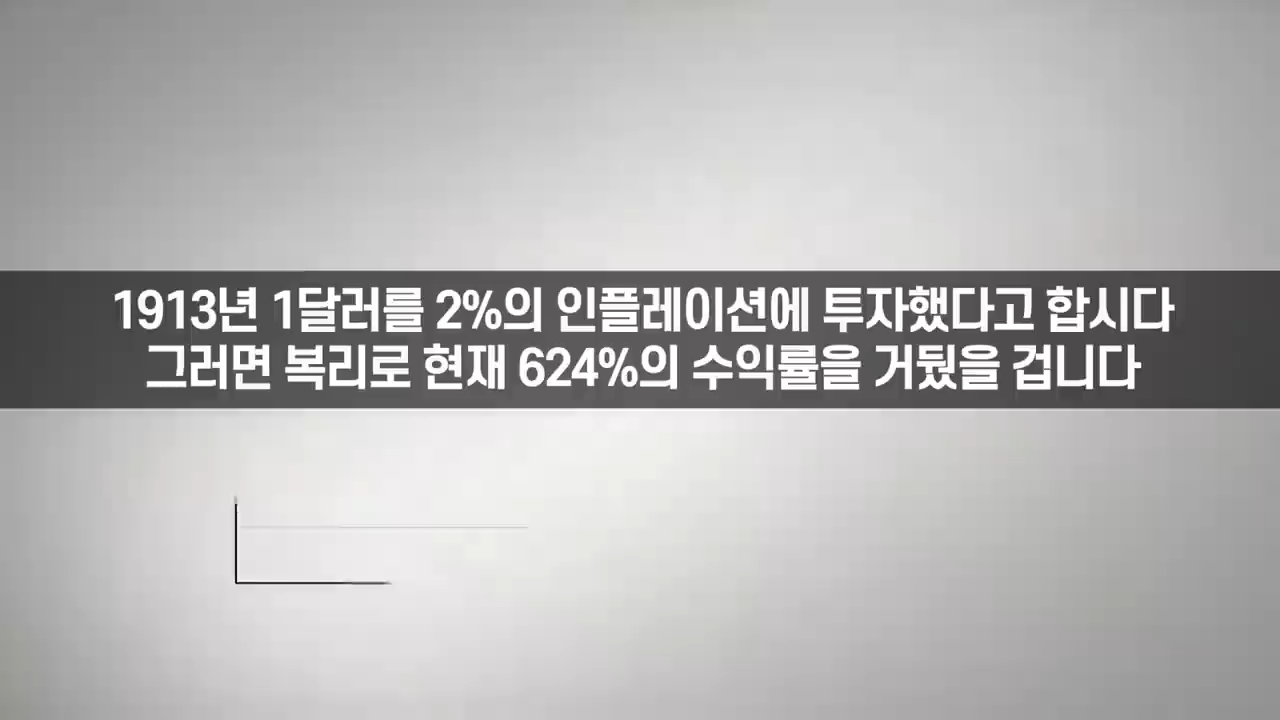 1913년 1달러를 2%의 인플레이션에 투자했다고 합시다
그러면 복리로 현재 624%의 수익률을 거뒀을 겁니다